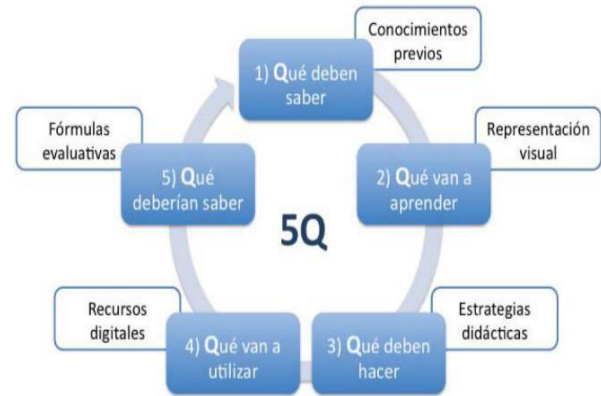 Conocimientos
previos
1) Qué deben
saber
Representación
visual
2) Qué van a
aprender
Estrategias
didácticas
3) Qué deben
hacer
Recursos
digitales
4) Qué van a
utilizar
Fórmulas
evaluativas
5) Qué
deberían saber
5Q